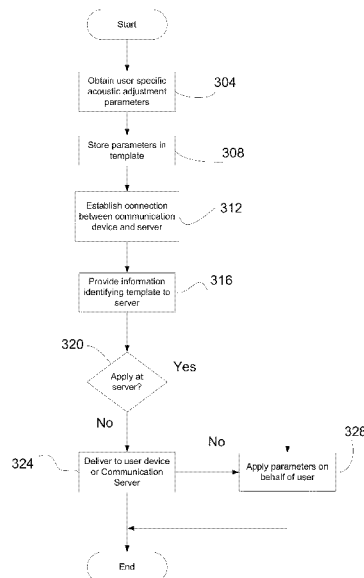 Start
Obtain user specific
acoustic adjustment
parameters
304
Store parameters in
template
308
Establish connection
between communication
device and server
312
Provide information
identifying template to
server
316
320
Apply at
server?
Yes
No
324
Deliver to user device
or Communication
Server
No
Apply parameters on
behalf of user
328
End